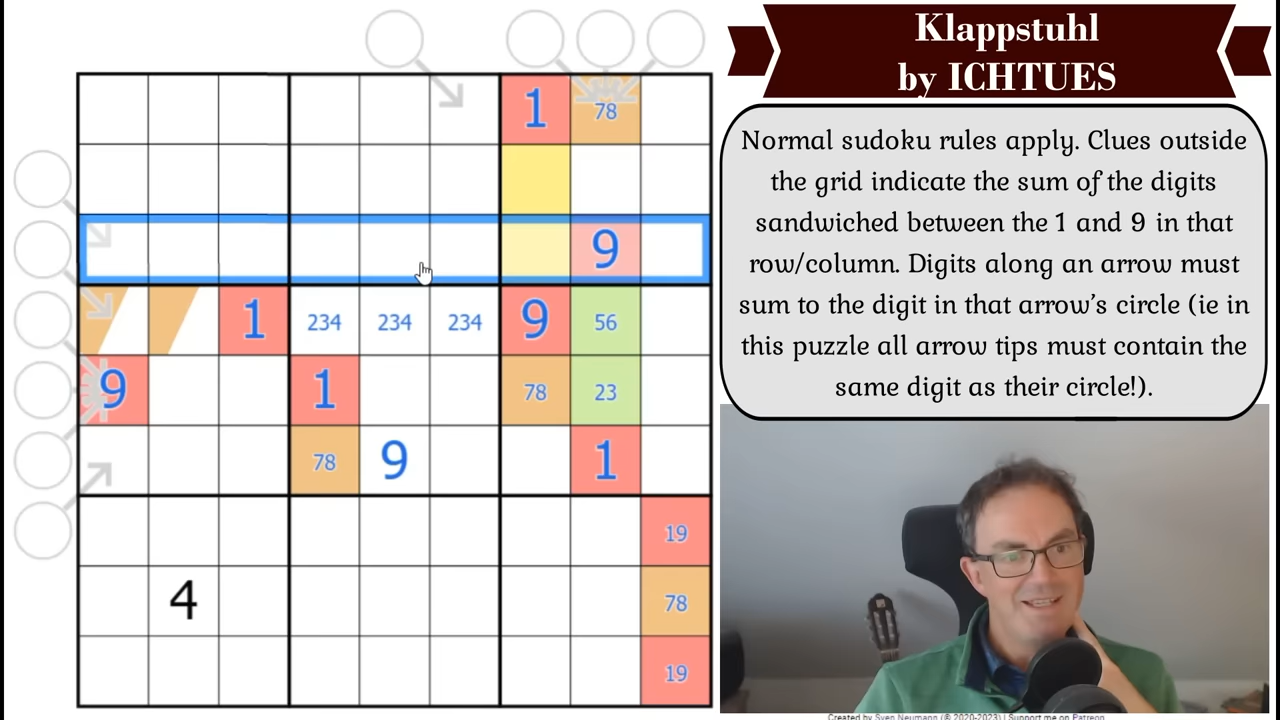 Klappstuhl
by ICHTUES
Normal sudoku rules apply. Clues outside
the grid indicate the sum of the digits
sandwiched between the 1 and 9 in that
row/column. Digits along an arrow must
sum to the digit in that arrow's circle (ie in
this puzzle all arrow tips must contain the
same digit as their circle!).
1 78
9
1 234 234 234 9 56
9 1 78 23
78 9 1
19
4 78
19
Created by Sven Neumann (© 2020-2023) | Support me on Patreon